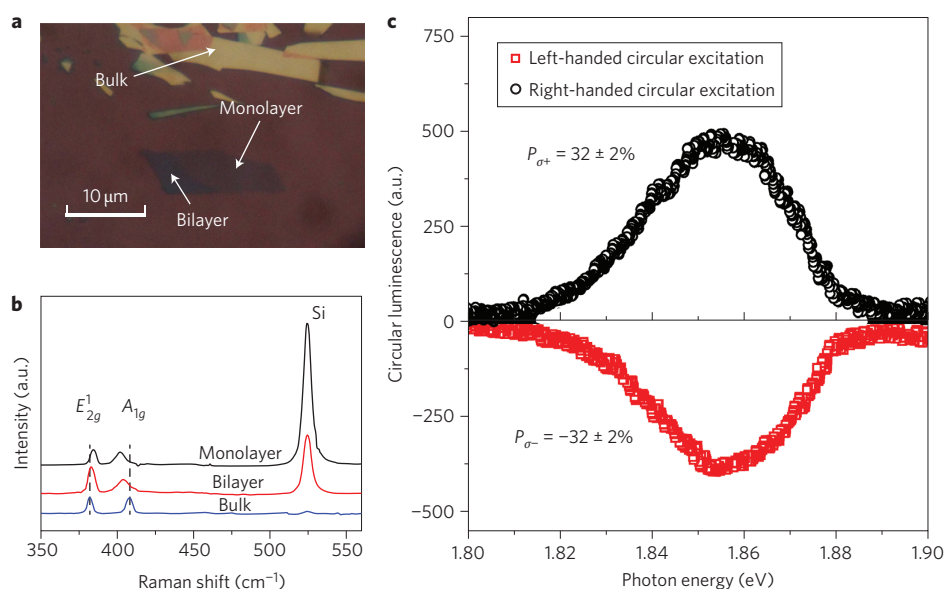 a
Bulk
Monolayer
10 μm
Bilayer
b
Si
E¹₂g
A₁g
Intensity (a.u.)
Monolayer
Bilayer
Bulk
350 400 450 500 550
Raman shift (cm⁻¹)
c
Left-handed circular excitation
Right-handed circular excitation
Pσ+ = 32 ± 2%
Pσ− = −32 ± 2%
Circular luminescence (a.u.)
750
500
250
0
−250
−500
1.80 1.82 1.84 1.86 1.88 1.90
Photon energy (eV)